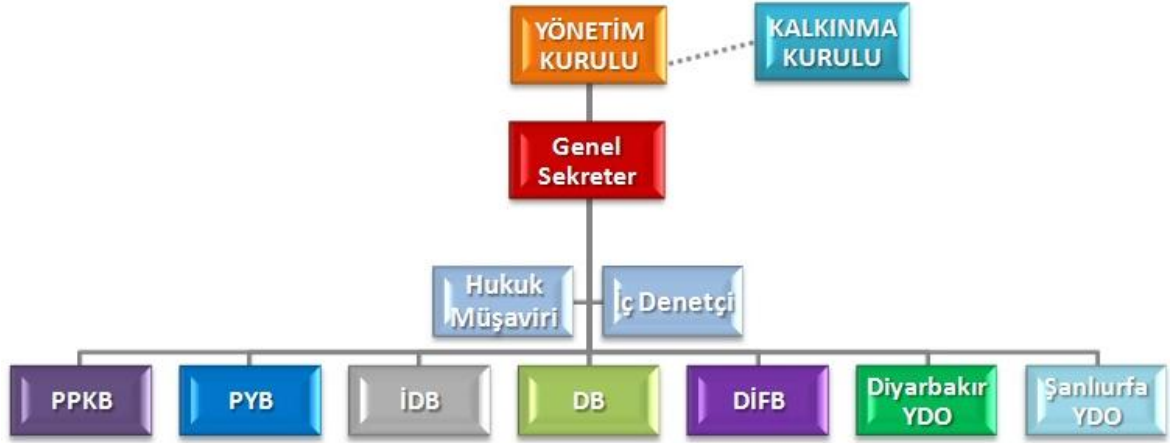 YÖNETİM
KURULU
KALKINMA
KURULU
Genel
Sekreter
Hukuk
Müşaviri
İç Denetçi
PPKB
PYB
İDB
DB
DİFB
Diyarbakır
YDO
Şanlıurfa
YDO